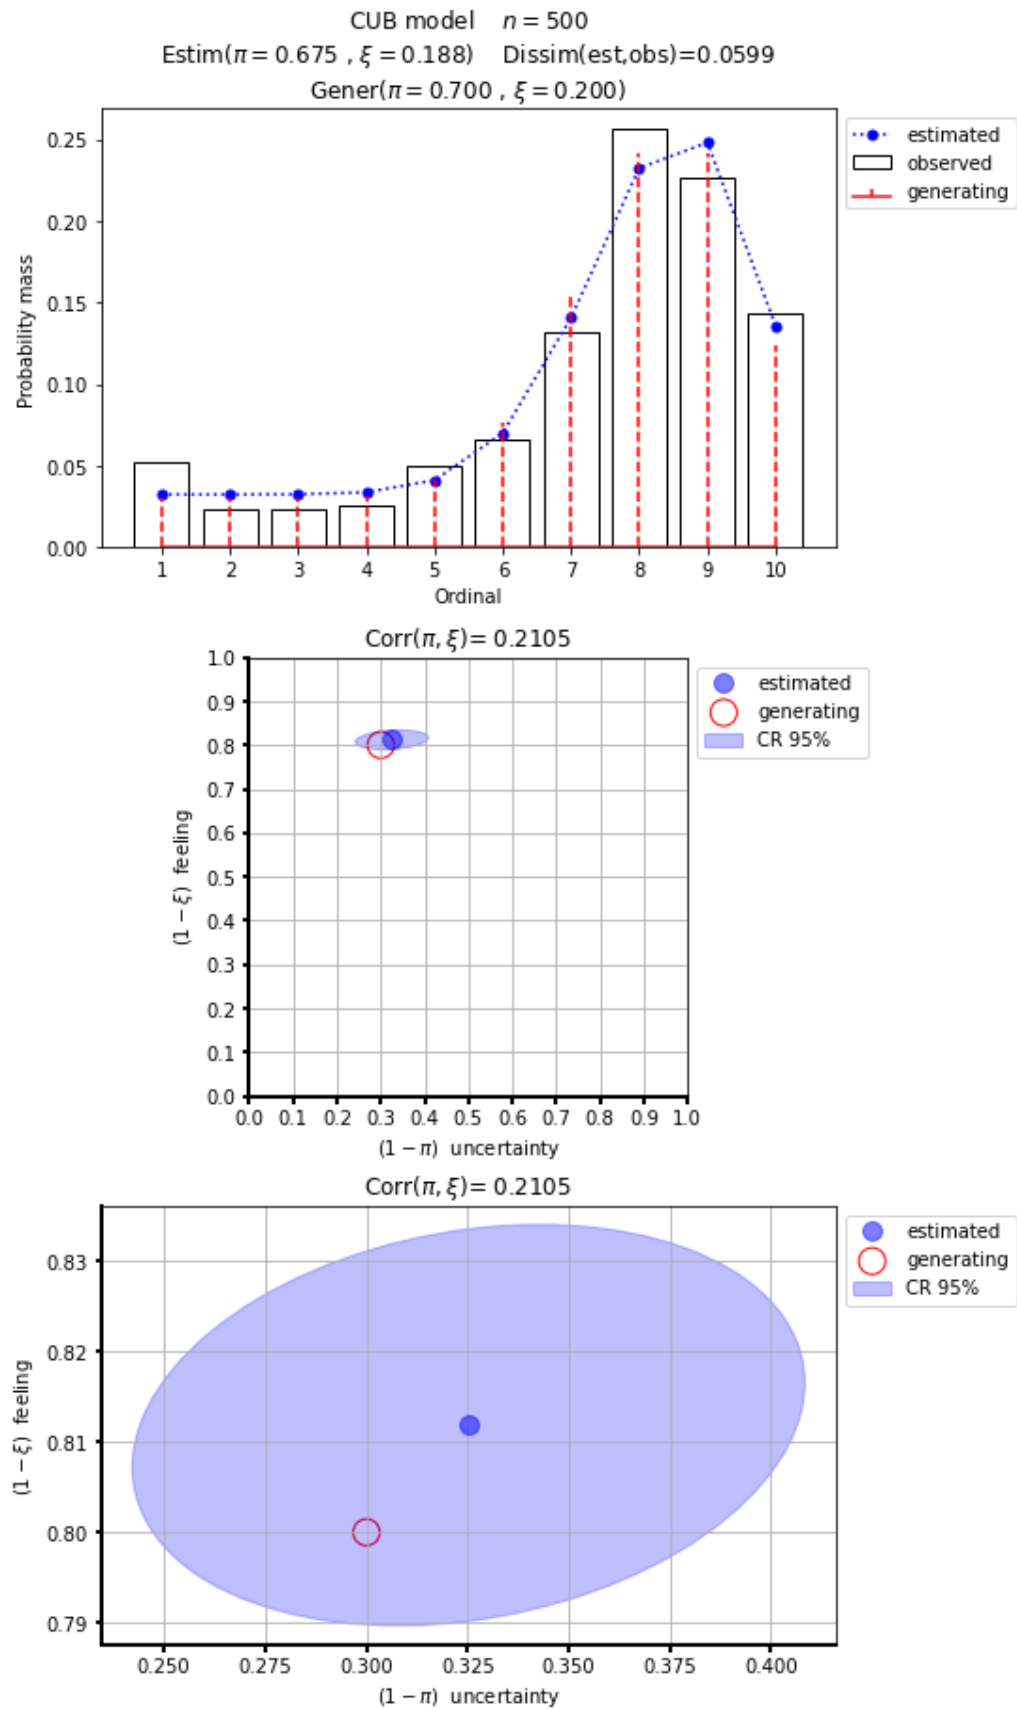 CUB model n = 500
Estim(π = 0.675 , ξ = 0.188) Dissim(est,obs)=0.0599
Gener(π = 0.700 , ξ = 0.200)
estimated
observed
generating
Probability mass
0.25
0.20
0.15
0.10
0.05
0.00
1 2 3 4 5 6 7 8 9 10
Ordinal
Corr(π, ξ)= 0.2105
estimated
generating
CR 95%
(1 − ξ) feeling
1.0
0.9
0.8
0.7
0.6
0.5
0.4
0.3
0.2
0.1
0.0
0.0 0.1 0.2 0.3 0.4 0.5 0.6 0.7 0.8 0.9 1.0
(1 − π) uncertainty
Corr(π, ξ)= 0.2105
estimated
generating
CR 95%
(1 − ξ) feeling
0.83
0.82
0.81
0.80
0.79
0.250 0.275 0.300 0.325 0.350 0.375 0.400
(1 − π) uncertainty